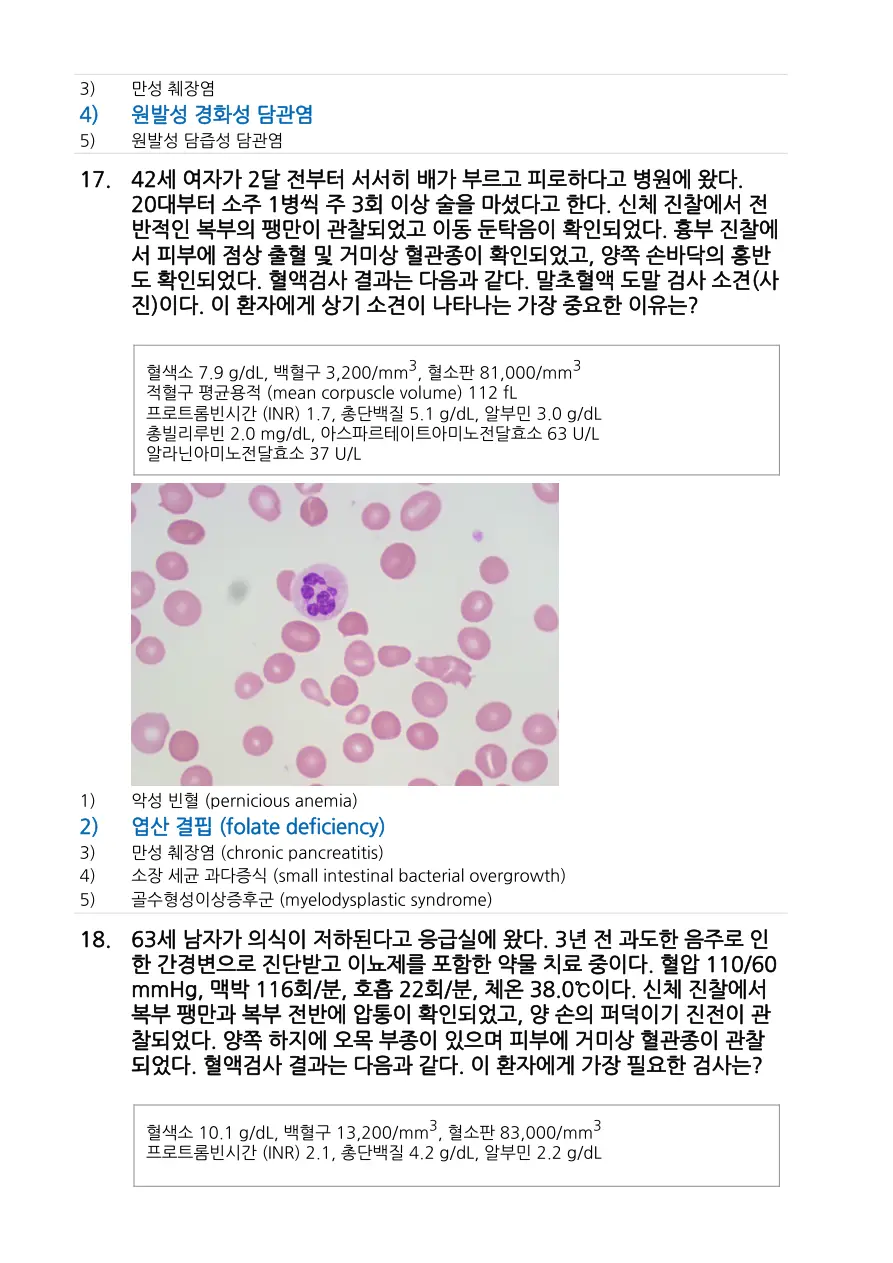 3) 만성 췌장염
4) 원발성 경화성 담관염
5) 원발성 담즙성 담관염
17. 42세 여자가 2달 전부터 서서히 배가 부르고 피로하다고 병원에 왔다.
20대부터 소주 1병씩 주 3회 이상 술을 마셨다고 한다. 신체 진찰에서 전
반적인 복부의 팽만이 관찰되었고 이동 둔탁음이 확인되었다. 흉부 진찰에
서 피부에 점상 출혈 및 거미상 혈관종이 확인되었고, 양쪽 손바닥의 홍반
도 확인되었다. 혈액검사 결과는 다음과 같다. 말초혈액 도말 검사 소견(사
진)이다. 이 환자에게 상기 소견이 나타나는 가장 중요한 이유는?
혈색소 7.9 g/dL, 백혈구 3,200/mm³, 혈소판 81,000/mm³
적혈구 평균용적 (mean corpuscle volume) 112 fL
프로트롬빈시간 (INR) 1.7, 총단백질 5.1 g/dL, 알부민 3.0 g/dL
총빌리루빈 2.0 mg/dL, 아스파르테이트아미노전달효소 63 U/L
알라닌아미노전달효소 37 U/L
1) 악성 빈혈 (pernicious anemia)
2) 엽산 결핍 (folate deficiency)
3) 만성 췌장염 (chronic pancreatitis)
4) 소장 세균 과다증식 (small intestinal bacterial overgrowth)
5) 골수형성이상증후군 (myelodysplastic syndrome)
18. 63세 남자가 의식이 저하된다고 응급실에 왔다. 3년 전 과도한 음주로 인
한 간경변으로 진단받고 이뇨제를 포함한 약물 치료 중이다. 혈압 110/60
mmHg, 맥박 116회/분, 호흡 22회/분, 체온 38.0℃이다. 신체 진찰에서
복부 팽만과 복부 전반에 압통이 확인되었고, 양 손의 퍼덕이기 진전이 관
찰되었다. 양쪽 하지에 오목 부종이 있으며 피부에 거미상 혈관종이 관찰
되었다. 혈액검사 결과는 다음과 같다. 이 환자에게 가장 필요한 검사는?
혈색소 10.1 g/dL, 백혈구 13,200/mm³, 혈소판 83,000/mm³
프로트롬빈시간 (INR) 2.1, 총단백질 4.2 g/dL, 알부민 2.2 g/dL